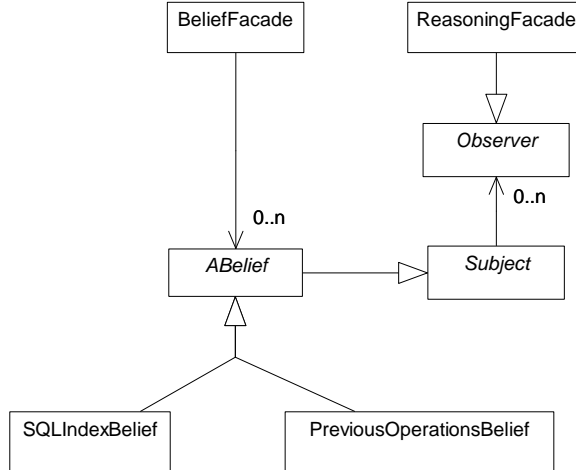 BeliefFacade
ReasoningFacade
Observer
0..n
0..n
ABelief
Subject
SQLIndexBelief
PreviousOperationsBelief